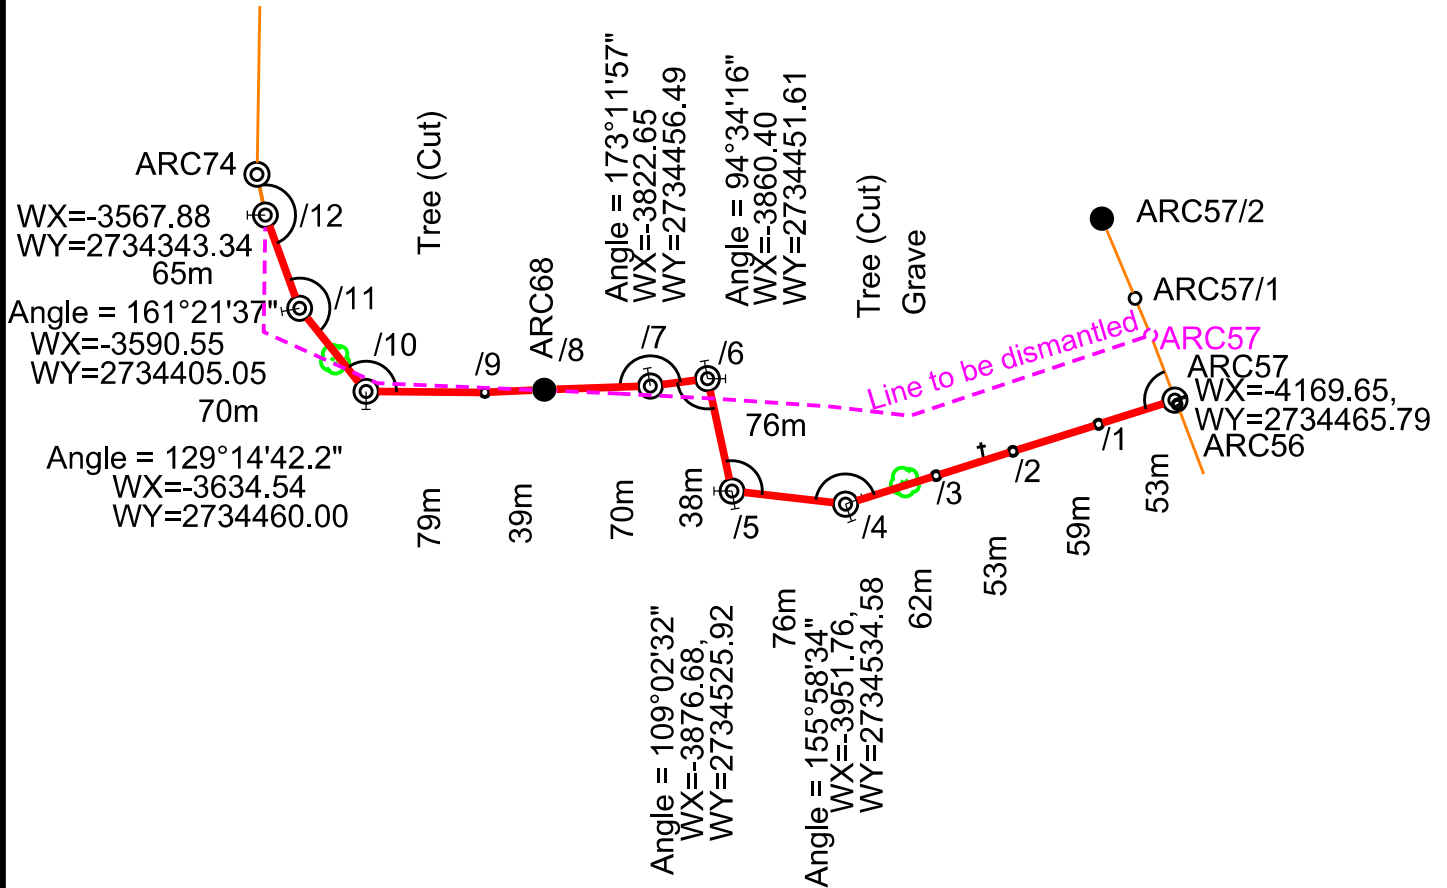 ARC74
WX=-3567.88
WY=2734343.34
65m
/12
Angle = 161°21'37"
WX=-3590.55
WY=2734405.05
/11
70m
/10
Angle = 129°14'42.2"
WX=-3634.54
WY=2734460.00
Tree (Cut)
/9
79m
ARC68
/8
39m
Angle = 173°11'57"
WX=-3822.65
WY=2734456.49
/7
70m
Angle = 94°34'16"
WX=-3860.40
WY=2734451.61
/6
38m
76m
/5
Angle = 109°02'32"
WX=-3876.68,
WY=2734525.92
76m
/4
Angle = 155°58'34"
WX=-3951.76,
WY=2734534.58
Tree (Cut)
Grave
Line to be dismantled
/3
62m
/2
53m
/1
59m
53m
ARC57/2
ARC57/1
ARC57
ARC57
WX=-4169.65,
WY=2734465.79
ARC56